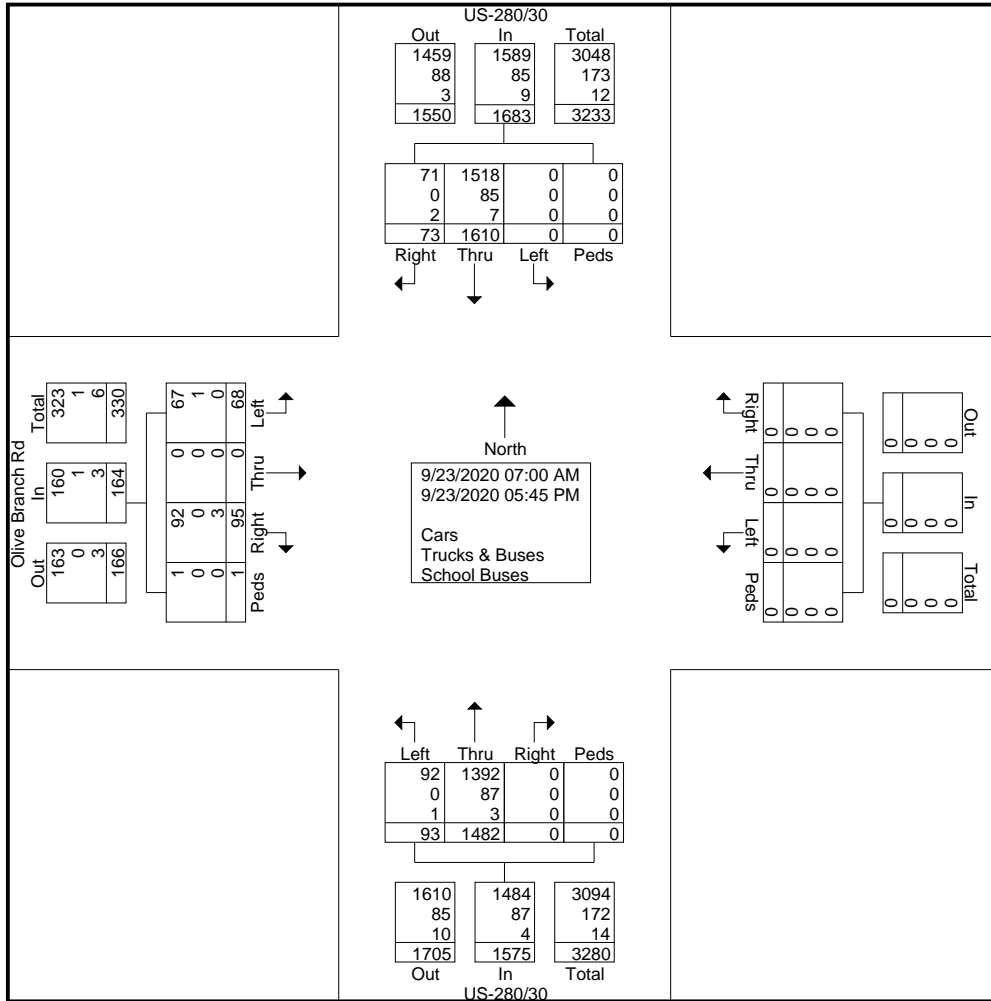 US-280/30
Out In Total
1459 1589 3048
88 85 173
3 9 12
1550 1683 3233
71 1518 0 0
0 85 0 0
2 7 0 0
73 1610 0 0
Right Thru Left Peds
Olive Branch Rd
Total In Out
323 160 163
1 1 0
6 3 3
330 164 166
67 0 92 1
1 0 0 0
0 0 3 0
68 0 95 1
Left Thru Right Peds
North
9/23/2020 07:00 AM
9/23/2020 05:45 PM
Cars
Trucks & Buses
School Buses
Right Thru Left Peds
0 0 0 0
0 0 0 0
0 0 0 0
0 0 0 0
Out In Total
0 0 0
0 0 0
0 0 0
0 0 0
Left Thru Right Peds
92 1392 0 0
0 87 0 0
1 3 0 0
93 1482 0 0
1610 1484 3094
85 87 172
10 4 14
1705 1575 3280
Out In Total
US-280/30